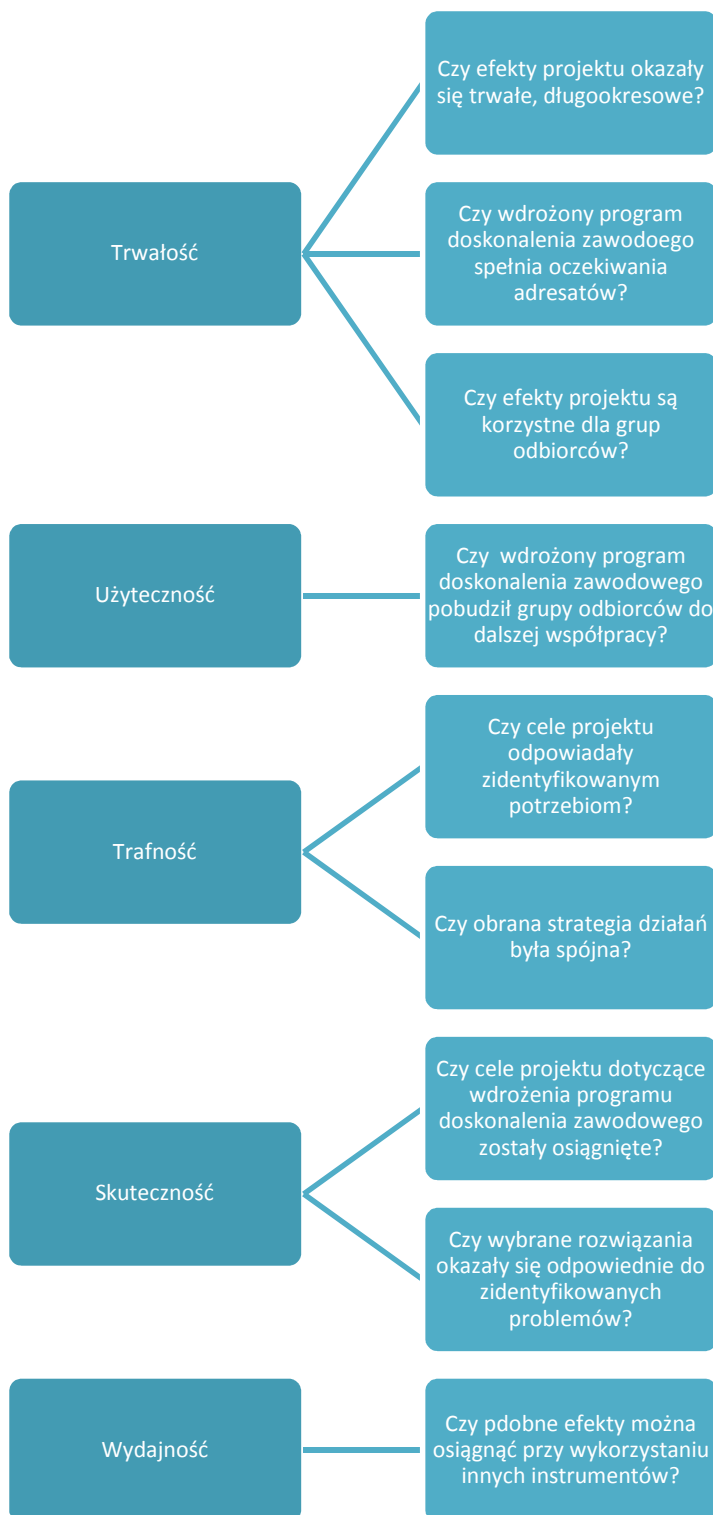 Trwałość
Czy efekty projektu okazały
się trwałe, długookresowe?
Czy wdrożony program
doskonalenia zawodoego
spełnia oczekiwania
adresatów?
Czy efekty projektu są
korzystne dla grup
odbiorców?
Użyteczność
Czy  wdrożony program
doskonalenia zawodowego
pobudził grupy odbiorców do
dalszej współpracy?
Trafność
Czy cele projektu
odpowiadały
zidentyfikowanym
potrzebiom?
Czy obrana strategia działań
była spójna?
Skuteczność
Czy cele projektu dotyczące
wdrożenia programu
doskonalenia zawodowego
zostały osiągnięte?
Czy wybrane rozwiązania
okazały się odpowiednie do
zidentyfikowanych
problemów?
Wydajność
Czy pdobne efekty można
osiągnąć przy wykorzystaniu
innych instrumentów?